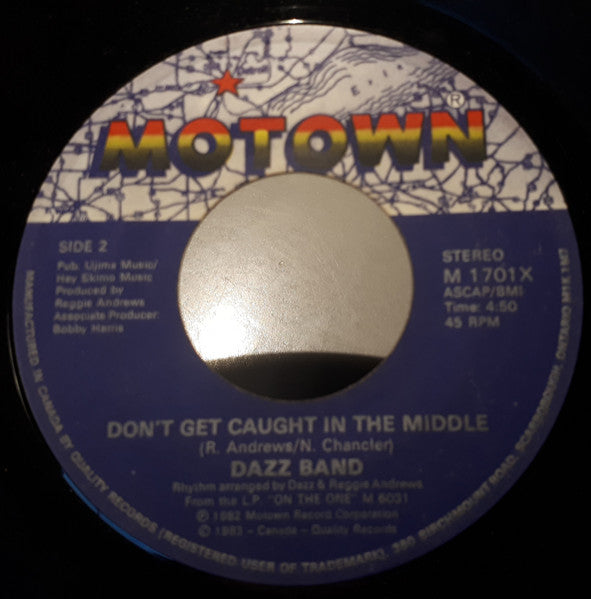 ERIE
MOTOWN®
SIDE 2
Pub. Ujima Music/
Hey Skimo Music
Produced by
Reggie Andrews
Associate Producer:
Bobby Harris
STEREO
M 1701X
ASCAP/BMI
Time: 4:50
45 RPM
DON'T GET CAUGHT IN THE MIDDLE
(R. Andrews/N. Chancler)
DAZZ BAND
Rhythm arranged by Dazz & Reggie Andrews
From the L.P. "ON THE ONE" M 6031
℗ 1982 Motown Record Corporation
© 1983 - Canada - Quality Records
MANUFACTURED IN CANADA BY QUALITY RECORDS (REGISTERED USER OF TRADEMARK), 380 BIRCHMOUNT ROAD, SCARBOROUGH, ONTARIO M1K 1M7